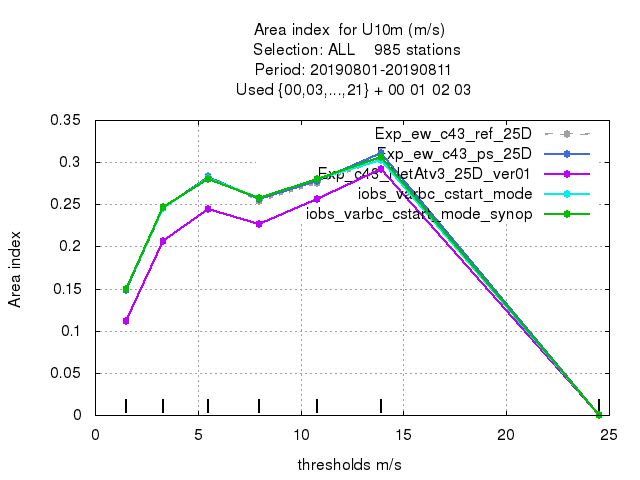 Area index  for U10m (m/s)
Selection: ALL    985 stations
Period: 20190801-20190811
Used {00,03,...,21} + 00 01 02 03
Exp_ew_c43_ref_25D
Exp_ew_c43_ps_25D
Exp_c43_NetAtv3_25D_ver01
iobs_varbc_cstart_mode
iobs_varbc_cstart_mode_synop
Area index
0.35
0.3
0.25
0.2
0.15
0.1
0.05
0
0 5 10 15 20 25
thresholds m/s